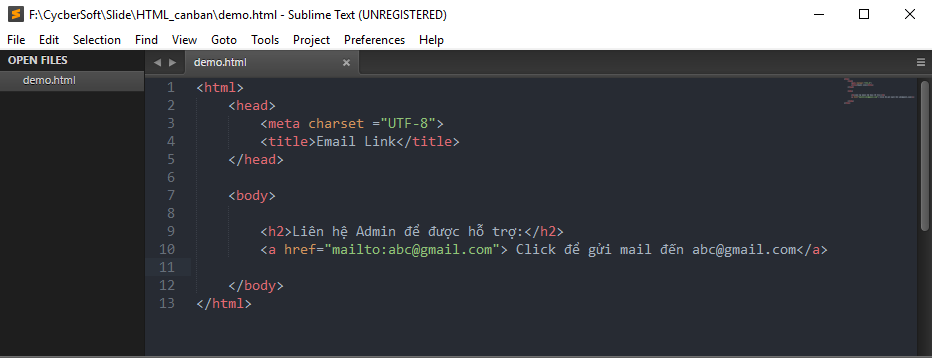 F:\CycberSoft\Slide\HTML_canban\demo.html - Sublime Text (UNREGISTERED)
File Edit Selection Find View Goto Tools Project Preferences Help
OPEN FILES
demo.html
demo.html
1 <html>
2 <head>
3 <meta charset ="UTF-8">
4 <title>Email Link</title>
5 </head>
6
7 <body>
8
9 <h2>Liên hệ Admin để được hỗ trợ:</h2>
10 <a href="mailto:abc@gmail.com"> Click để gửi mail đến abc@gmail.com</a>
11
12 </body>
13 </html>